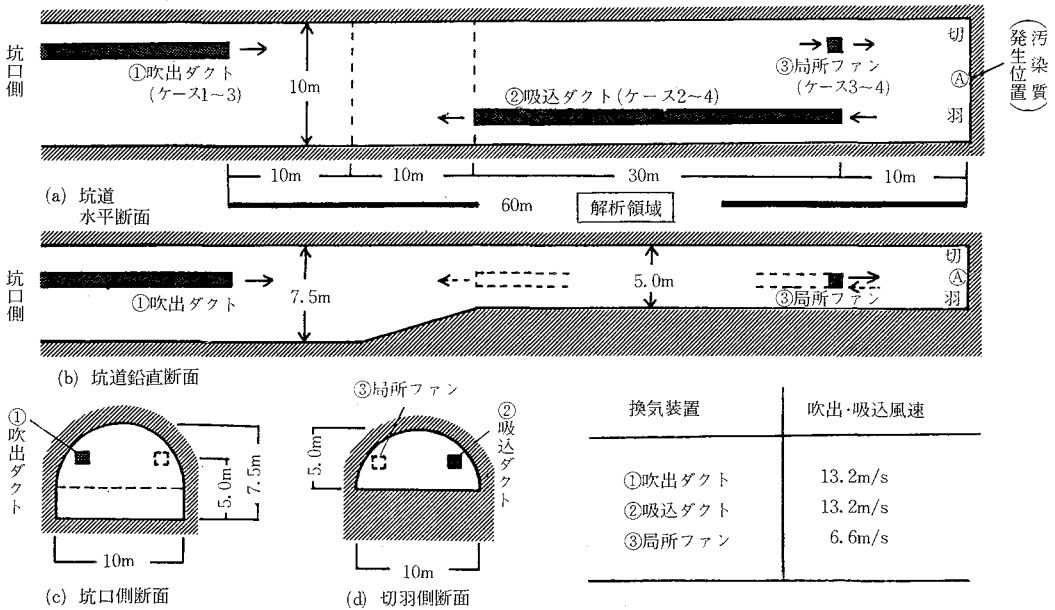 坑口側
①吹出ダクト
(ケース1~3)
10m
②吸込ダクト(ケース2~4)
③局所ファン
(ケース3~4)
切
Ⓐ
羽
(汚染質発生位置)
10m
10m
30m
10m
(a) 坑道
水平断面
60m
解析領域
坑口側
①吹出ダクト
7.5m
5.0m
③局所ファン
切
Ⓐ
羽
(b) 坑道鉛直断面
①吹出ダクト
5.0m
7.5m
10m
(c) 坑口側断面
③局所ファン
②吸込ダクト
5.0m
10m
(d) 切羽側断面
換気装置 吹出・吸込風速
①吹出ダクト 13.2m/s
②吸込ダクト 13.2m/s
③局所ファン 6.6m/s